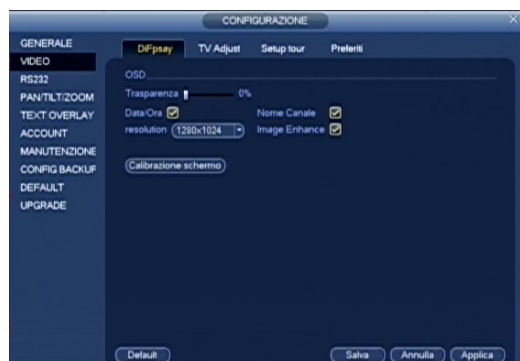 CONFIGURAZIONE
GENERALE
VIDEO
RS232
PAN/TILT/ZOOM
TEXT OVERLAY
ACCOUNT
MANUTENZIONE
CONFIG BACKUP
DEFAULT
UPGRADE
DiFpsay TV Adjust Setup tour Preferiti
OSD
Trasparenza 0%
Data/Ora Nome Canale
resolution 1280x1024 Image Enhance
Calibrazione schermo
Default Salva Annulla Applica